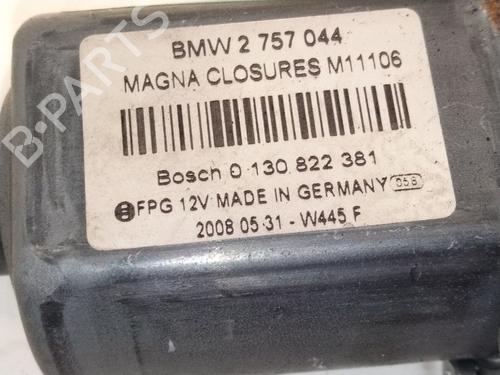 BMW 2 757 044
MAGNA CLOSURES M11106
Bosch 0 130 822 381
FPG 12V MADE IN GERMANY 058
2008 05 31 - W445 F
B-PARTS